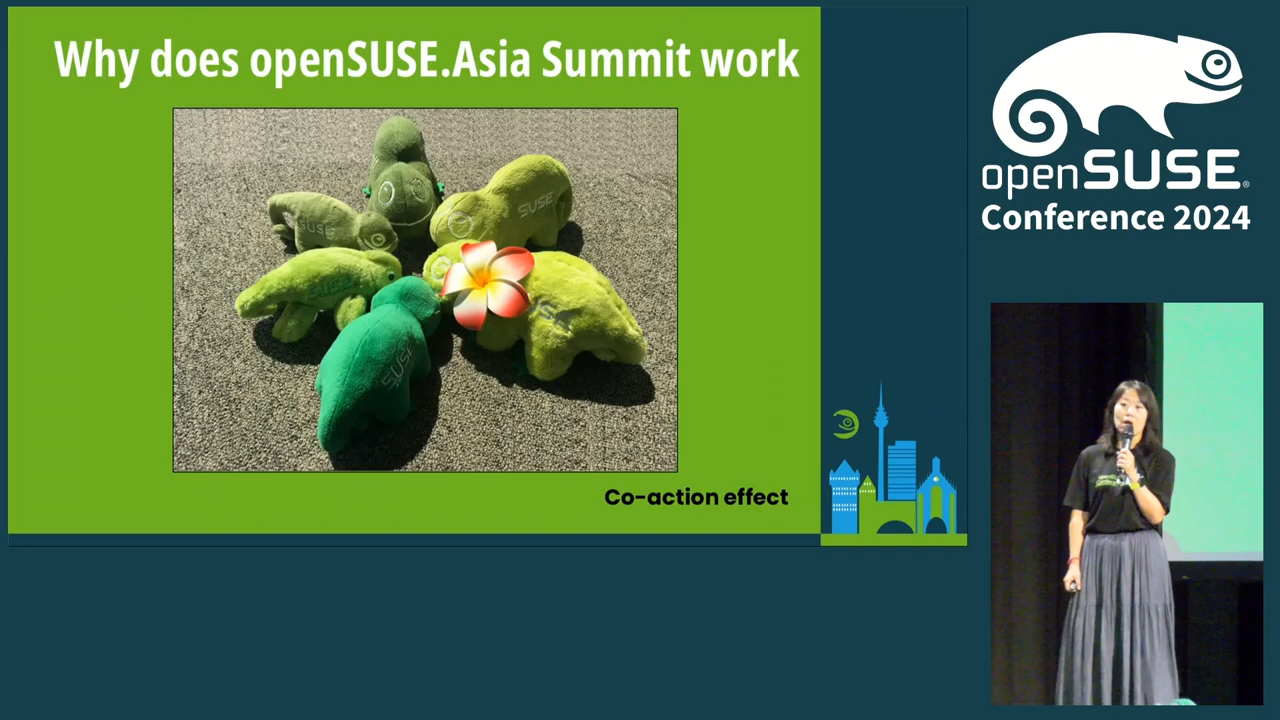 Why does openSUSE.Asia Summit work
SUSE
SUSE
SUSE
Co-action effect
openSUSE®
Conference 2024